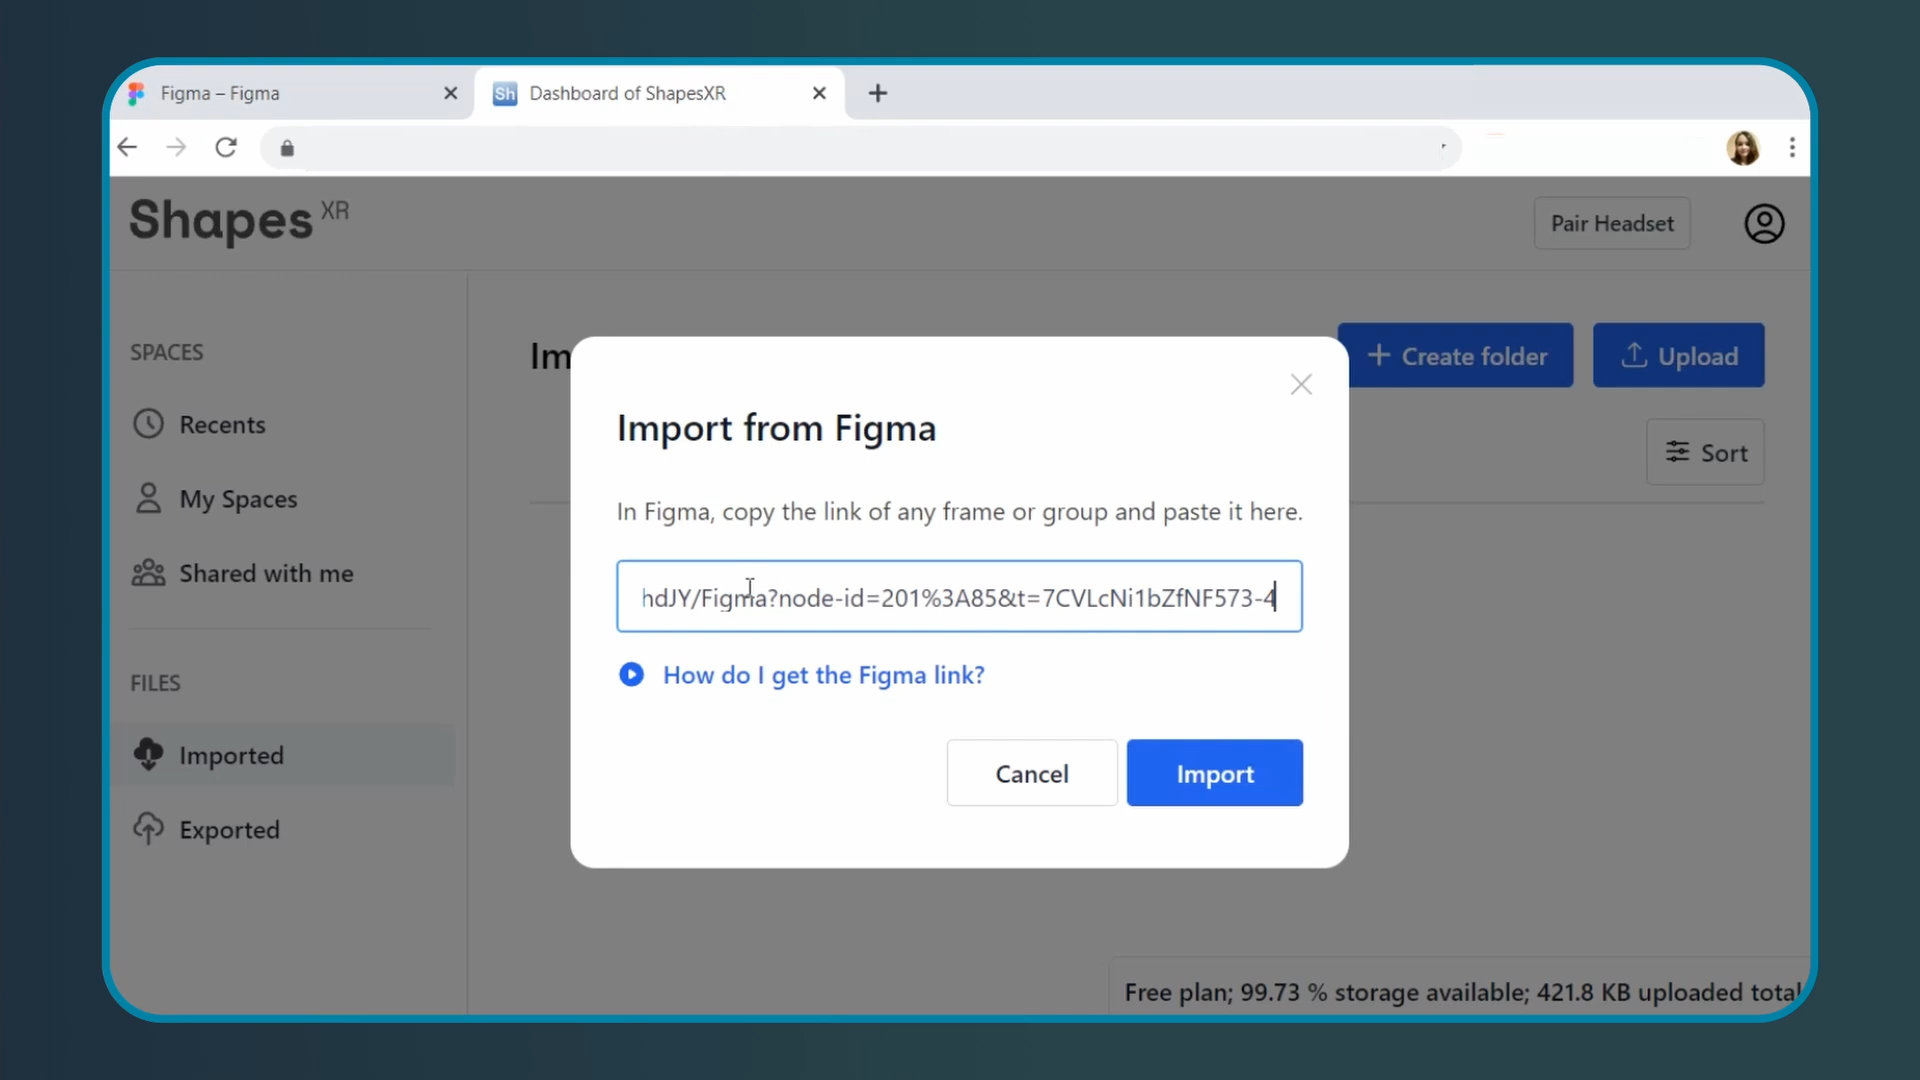 Figma – Figma
Sh Dashboard of ShapesXR
Shapes XR
Pair Headset
SPACES
Recents
My Spaces
Shared with me
FILES
Imported
Exported
Im
Create folder
Upload
Sort
Import from Figma
In Figma, copy the link of any frame or group and paste it here.
hdJY/Figma?node-id=201%3A85&t=7CVLcNi1bZfNF573-4
How do I get the Figma link?
Cancel
Import
Free plan; 99.73 % storage available; 421.8 KB uploaded total